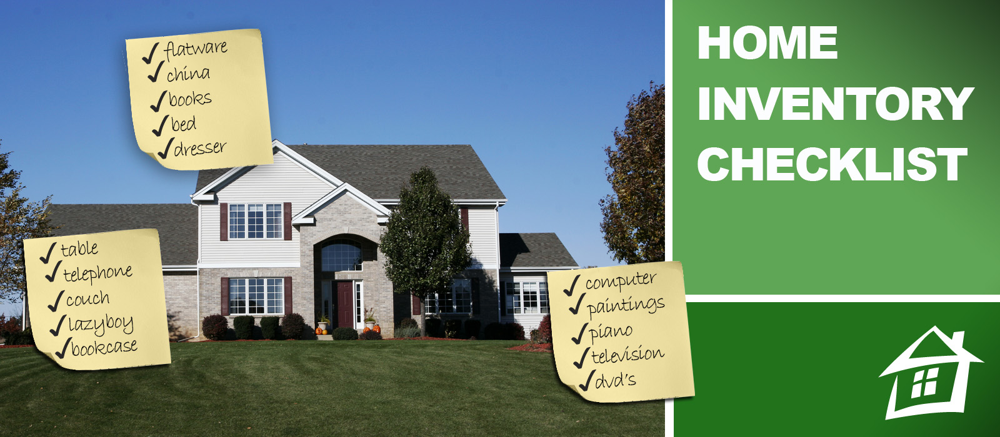 flatware
china
books
bed
dresser
table
telephone
couch
lazyboy
bookcase
computer
paintings
piano
television
dvd's
HOME
INVENTORY
CHECKLIST